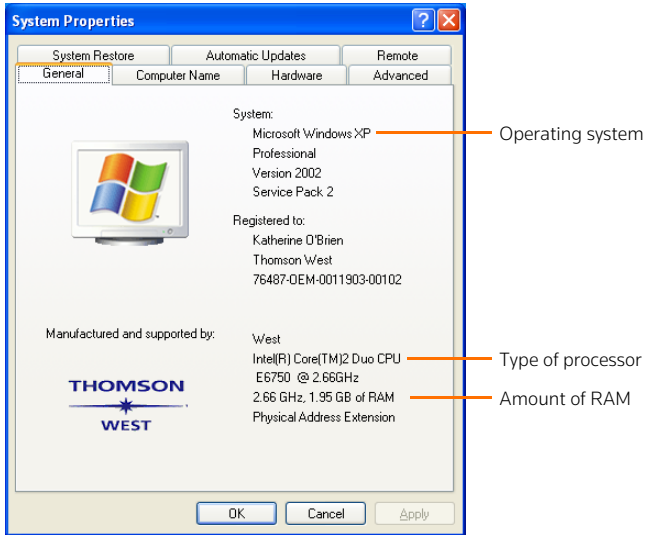 System Properties
System Restore
Automatic Updates
Remote
General
Computer Name
Hardware
Advanced
System:
Microsoft Windows XP
Operating system
Professional
Version 2002
Service Pack 2
Registered to:
Katherine O'Brien
Thomson West
76487-OEM-0011903-00102
Manufactured and supported by:
THOMSON
WEST
West
Intel(R) Core(TM)2 Duo CPU
Type of processor
E6750 @ 2.66GHz
2.66 GHz, 1.95 GB of RAM
Amount of RAM
Physical Address Extension
OK
Cancel
Apply